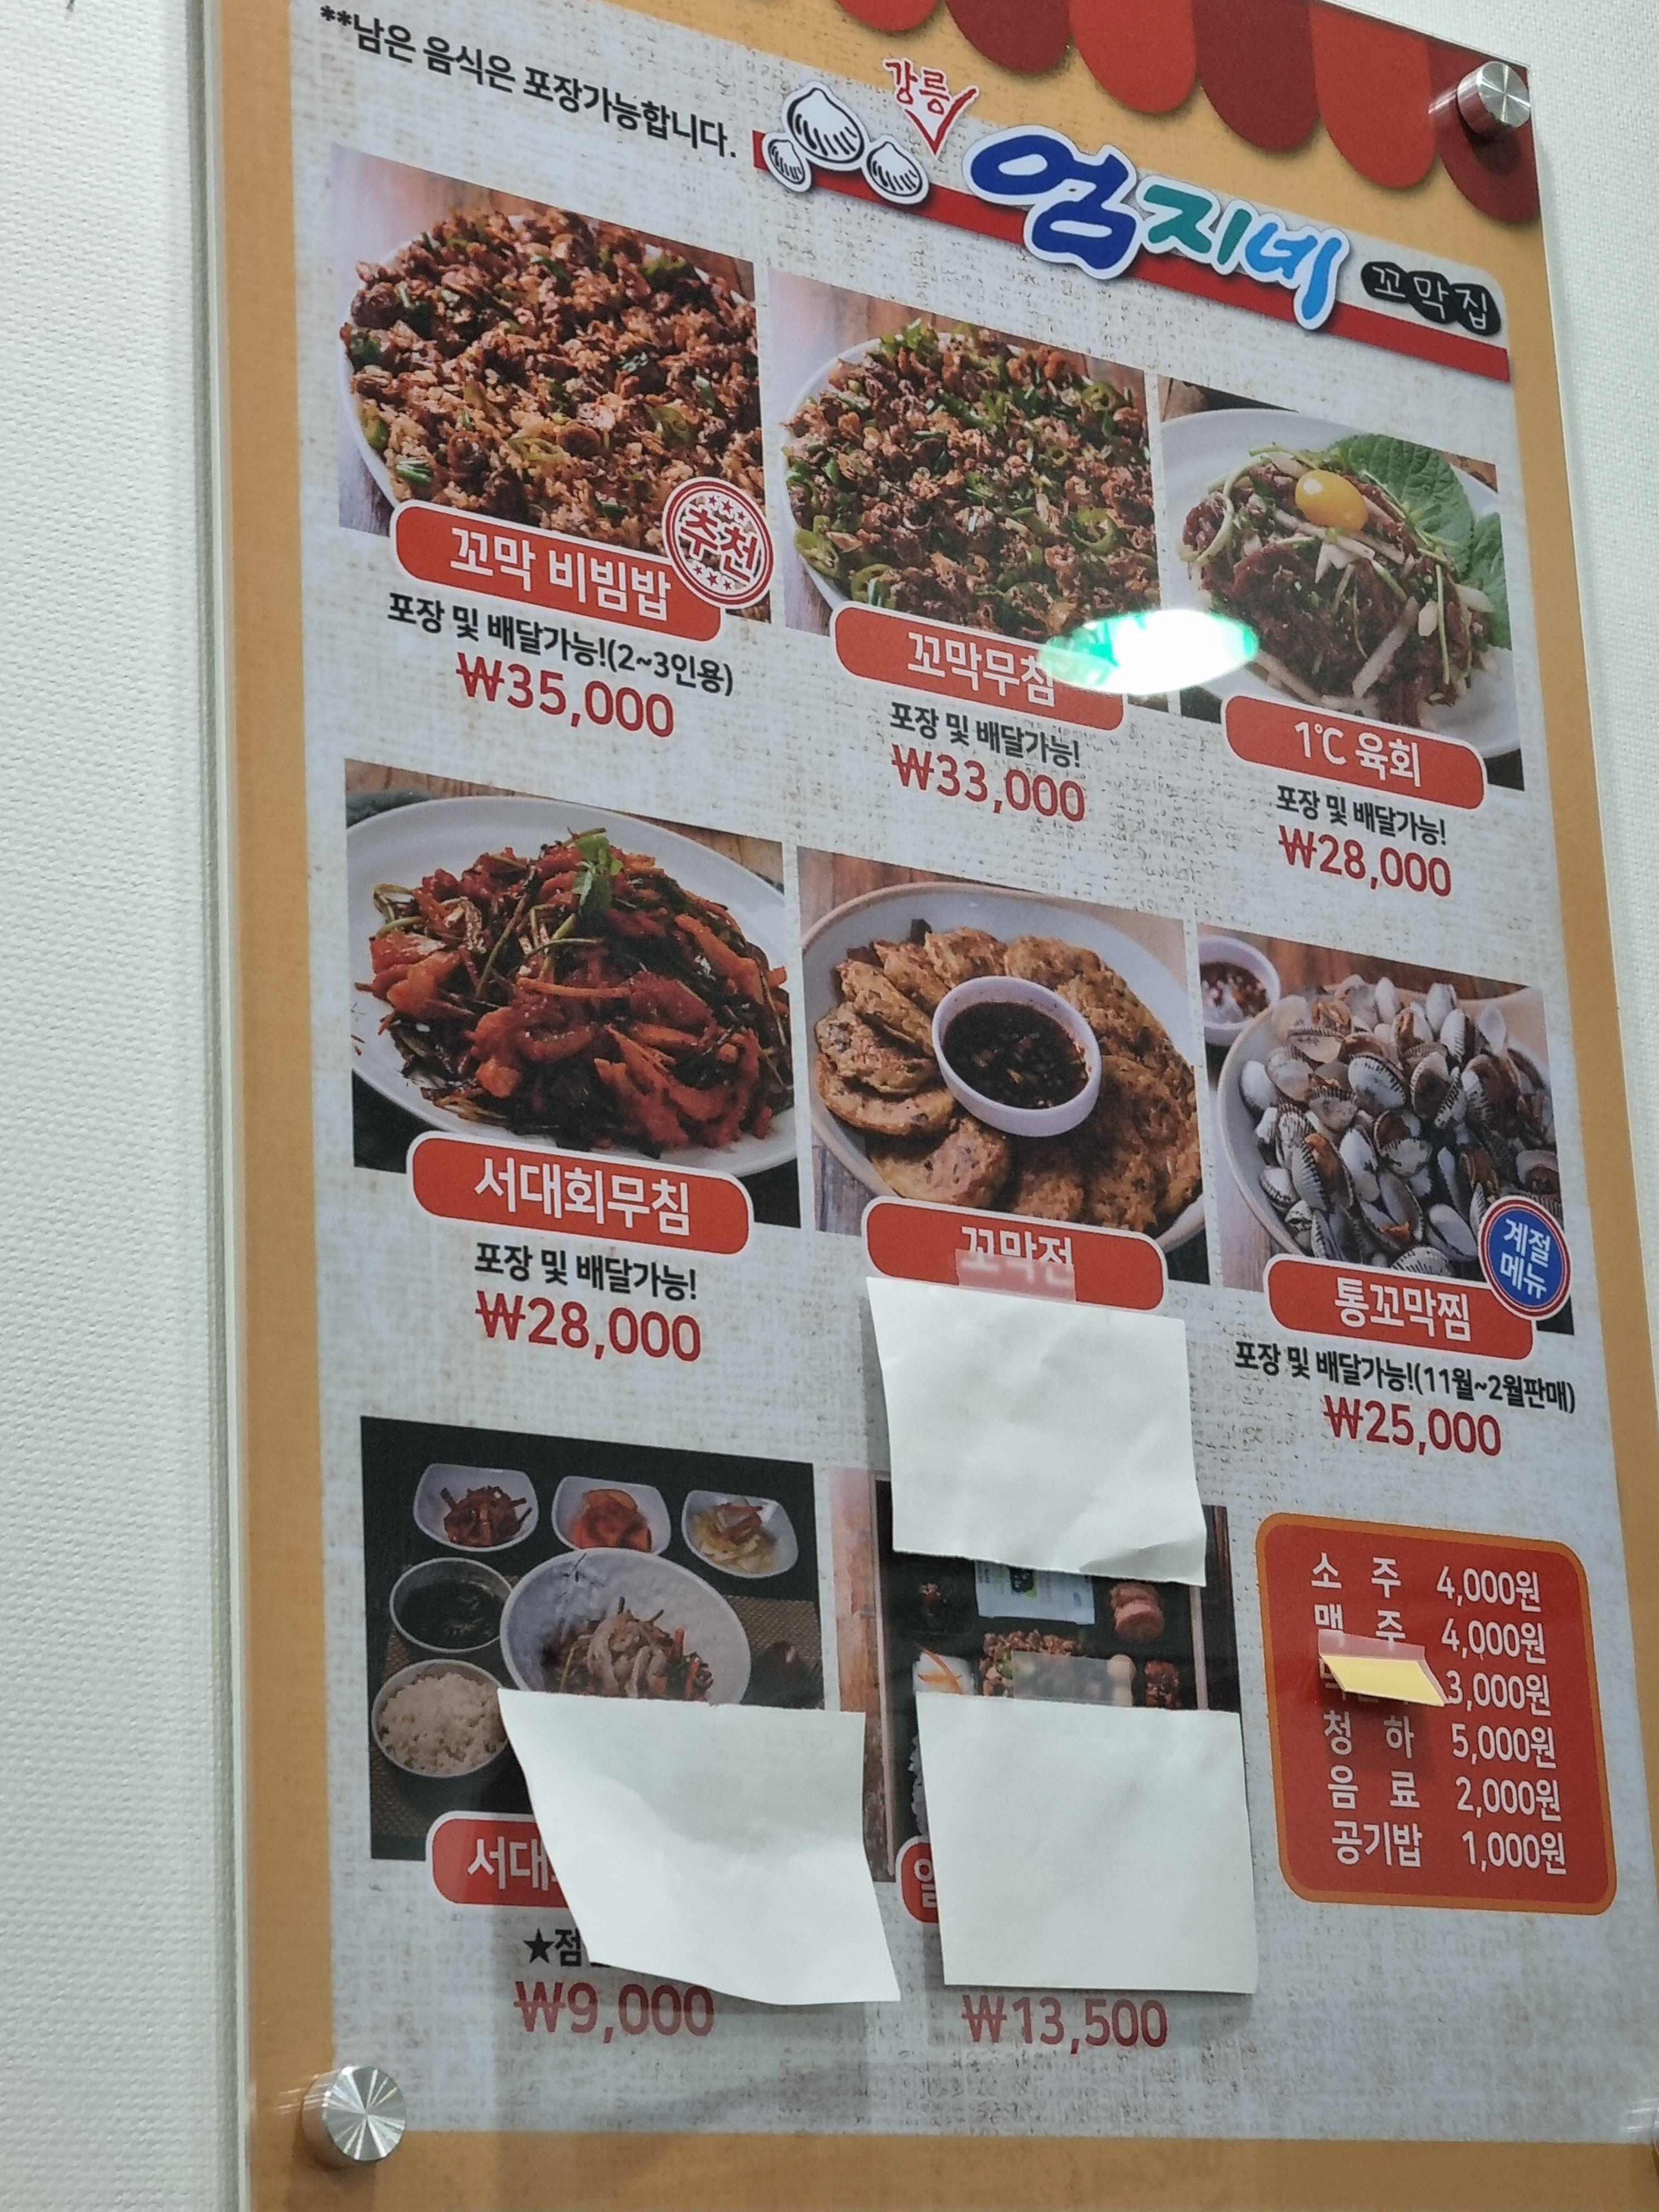 **남은 음식은 포장가능합니다.
강릉
엄지네 꼬막집
꼬막 비빔밥
추천
포장 및 배달가능!(2~3인용)
₩35,000
꼬막무침
포장 및 배달가능!
₩33,000
1℃ 육회
포장 및 배달가능!
₩28,000
서대회무침
포장 및 배달가능!
₩28,000
꼬막전
통꼬막찜
계절
메뉴
포장 및 배달가능!(11월~2월판매)
₩25,000
서대
★점
₩9,000
₩13,500
소 주 4,000원
맥 주 4,000원
3,000원
청 하 5,000원
음 료 2,000원
공기밥 1,000원